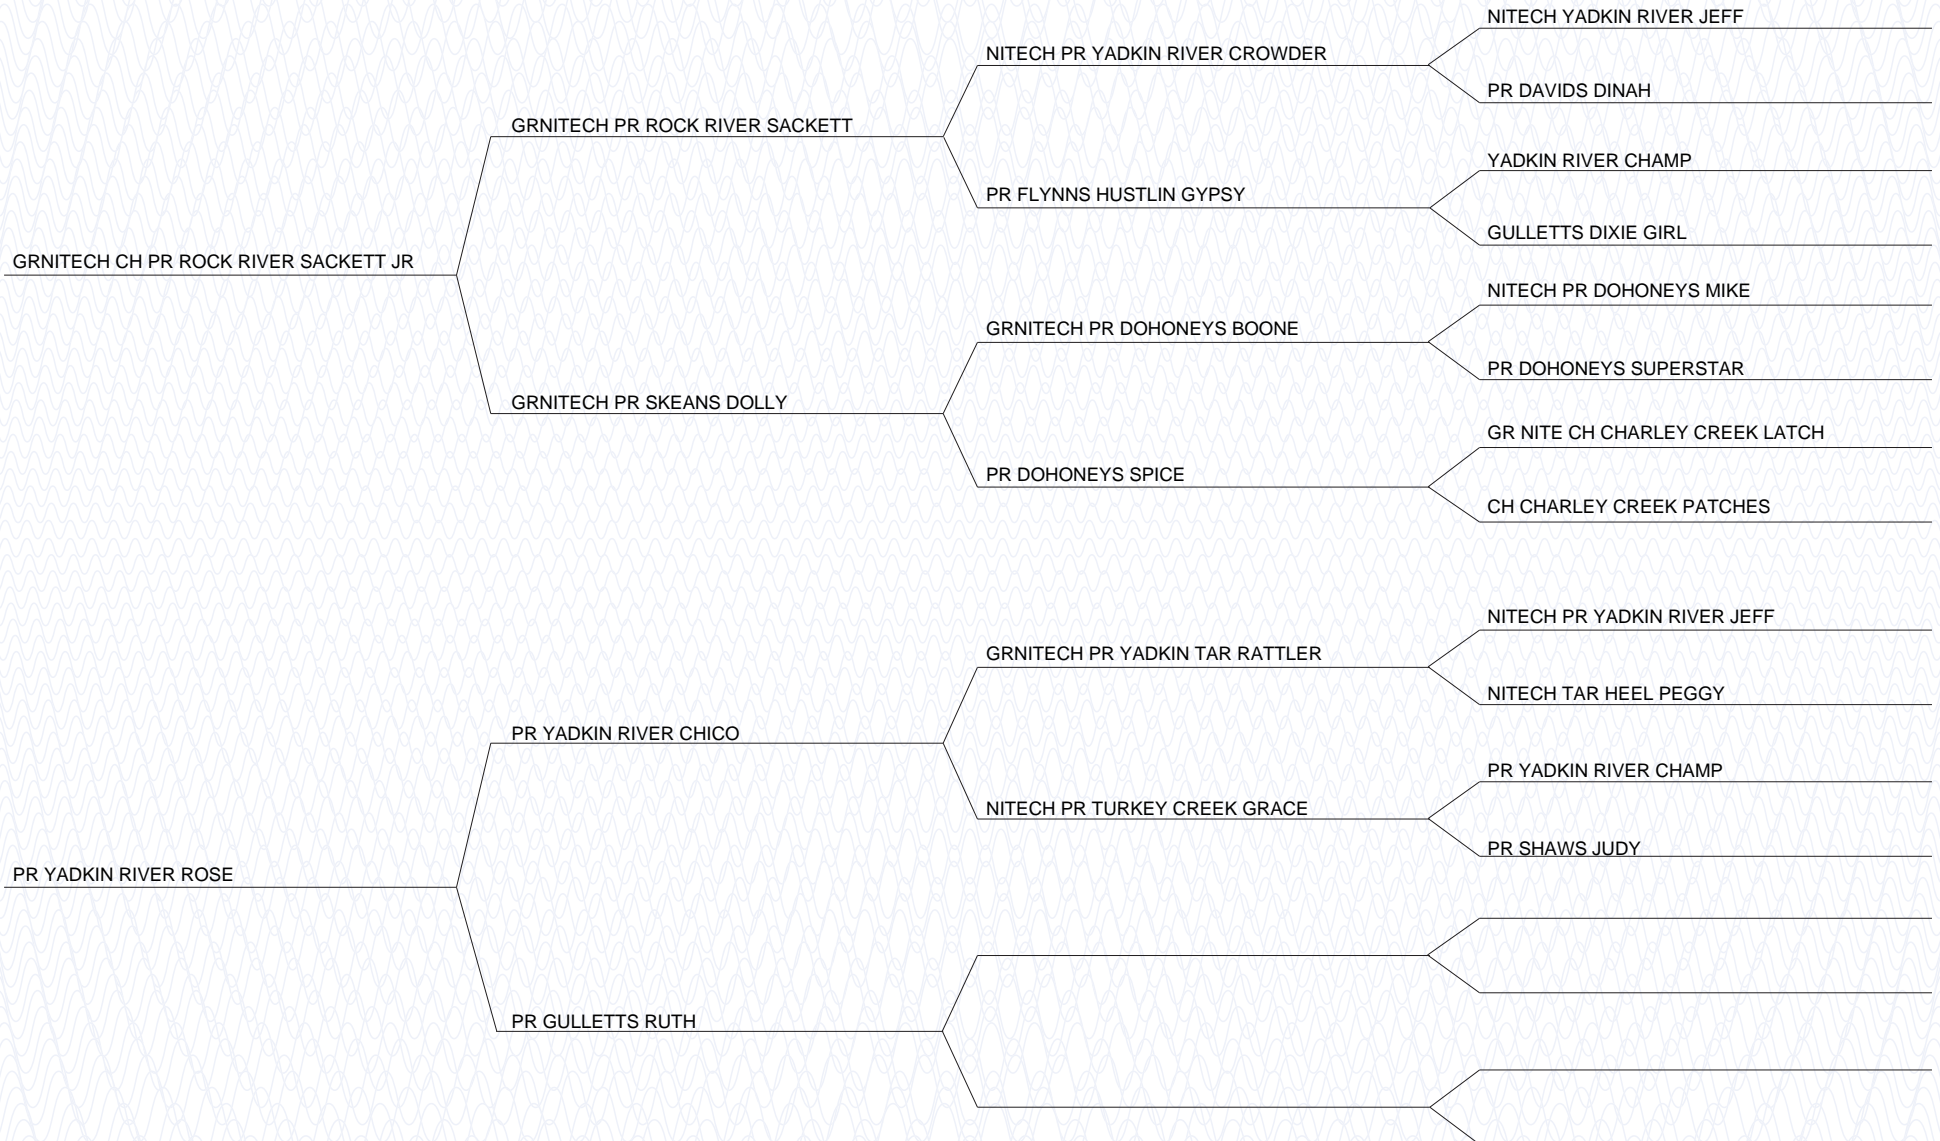 NITECH YADKIN RIVER JEFF
NITECH PR YADKIN RIVER CROWDER
PR DAVIDS DINAH
GRNITECH PR ROCK RIVER SACKETT
YADKIN RIVER CHAMP
PR FLYNNS HUSTLIN GYPSY
GULLETTS DIXIE GIRL
GRNITECH CH PR ROCK RIVER SACKETT JR
NITECH PR DOHONEYS MIKE
GRNITECH PR DOHONEYS BOONE
PR DOHONEYS SUPERSTAR
GRNITECH PR SKEANS DOLLY
GR NITE CH CHARLEY CREEK LATCH
PR DOHONEYS SPICE
CH CHARLEY CREEK PATCHES
NITECH PR YADKIN RIVER JEFF
GRNITECH PR YADKIN TAR RATTLER
NITECH TAR HEEL PEGGY
PR YADKIN RIVER CHICO
PR YADKIN RIVER CHAMP
NITECH PR TURKEY CREEK GRACE
PR SHAWS JUDY
PR YADKIN RIVER ROSE
PR GULLETTS RUTH